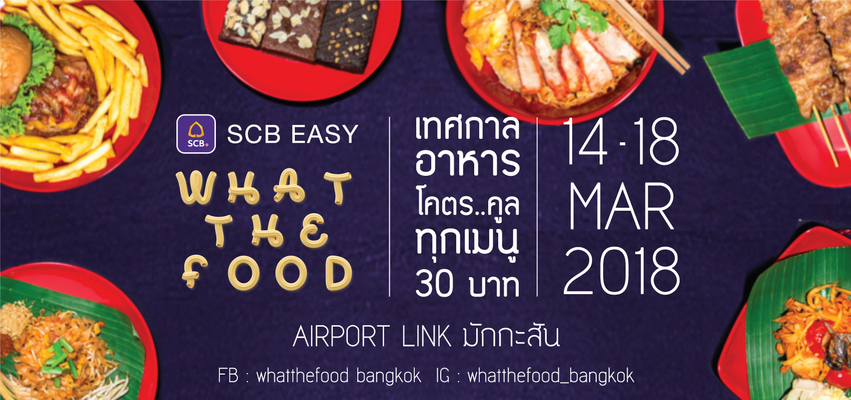 SCB
SCB EASY
WHAT
THE
FOOD
เทศกาล
อาหาร
โคตร..คูล
ทุกเมนู
30 บาท
14-18
MAR
2018
AIRPORT LINK มักกะสัน
FB : whatthefood bangkok IG : whatthefood_bangkok